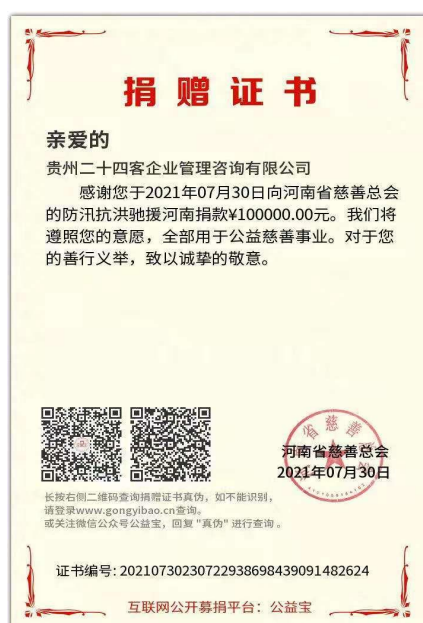 捐赠证书
亲爱的
贵州二十四客企业管理咨询有限公司
感谢您于2021年07月30日向河南省慈善总会
的防汛抗洪驰援河南捐款¥100000.00元。我们将
遵照您的意愿，全部用于公益慈善事业。对于您
的善行义举，致以诚挚的敬意。
河南省慈善总会
2021年07月30日
长按右侧二维码查询捐赠证书真伪，如不能识别，
请登录www.gongyibao.cn查询。
或关注微信公众号公益宝，回复 "真伪" 进行查询 。
证书编号: 20210730230722938698439091482624
互联网公开募捐平台：公益宝